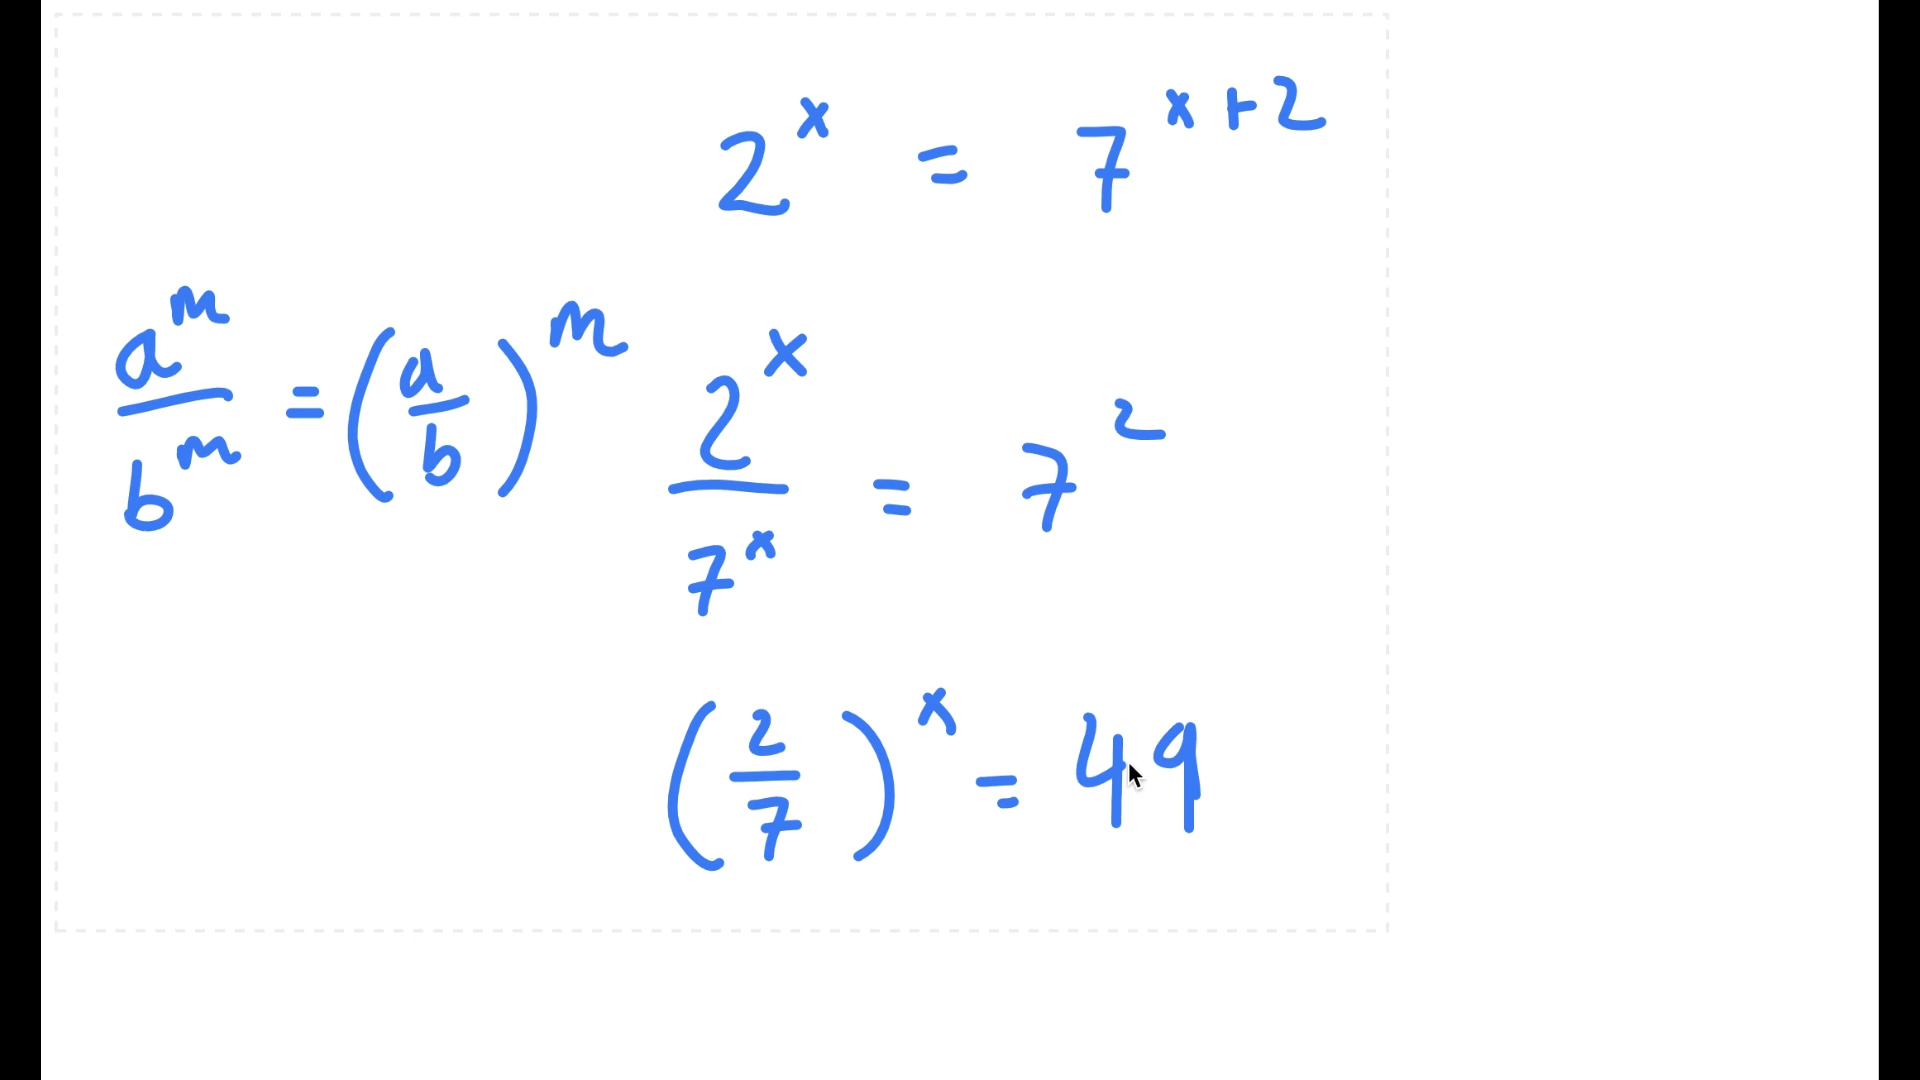 2^x = 7^{x+2}
a^m / b^m = (a/b)^m
2^x / 7^x = 7^2
(2/7)^x = 49